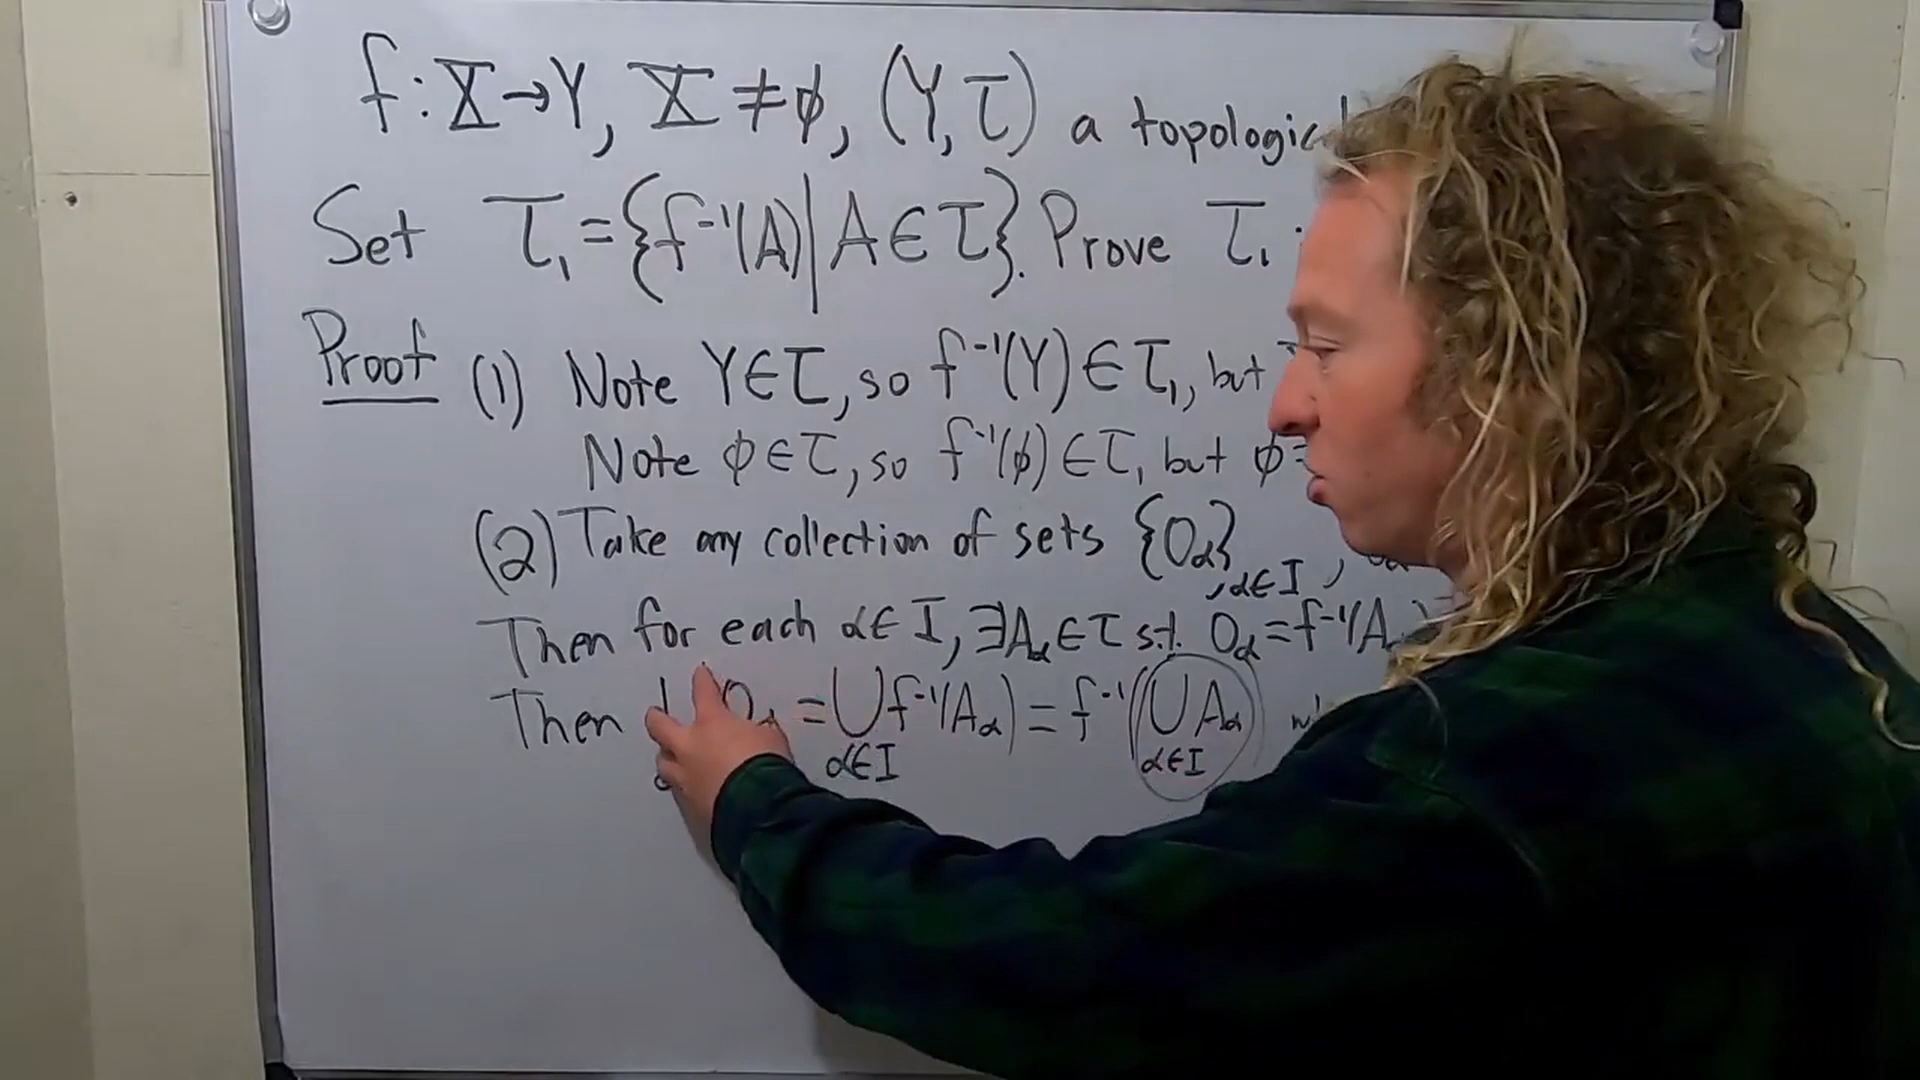 f: X → Y, X ≠ ϕ, (Y, τ) a topologic
Set τ₁ = {f⁻¹(A) | A ∈ τ}. Prove τ₁
Proof (1) Note Y ∈ τ, so f⁻¹(Y) ∈ τ₁, but
Note ϕ ∈ τ, so f⁻¹(ϕ) ∈ τ₁ but ϕ =
(2) Take any collection of sets {O_α}_{α∈I},
Then for each α ∈ I, ∃A_α ∈ τ s.t. O_α = f⁻¹(A
Then O_α = ⋃_{α∈I} f⁻¹(A_α) = f⁻¹(⋃_{α∈I} A_α)